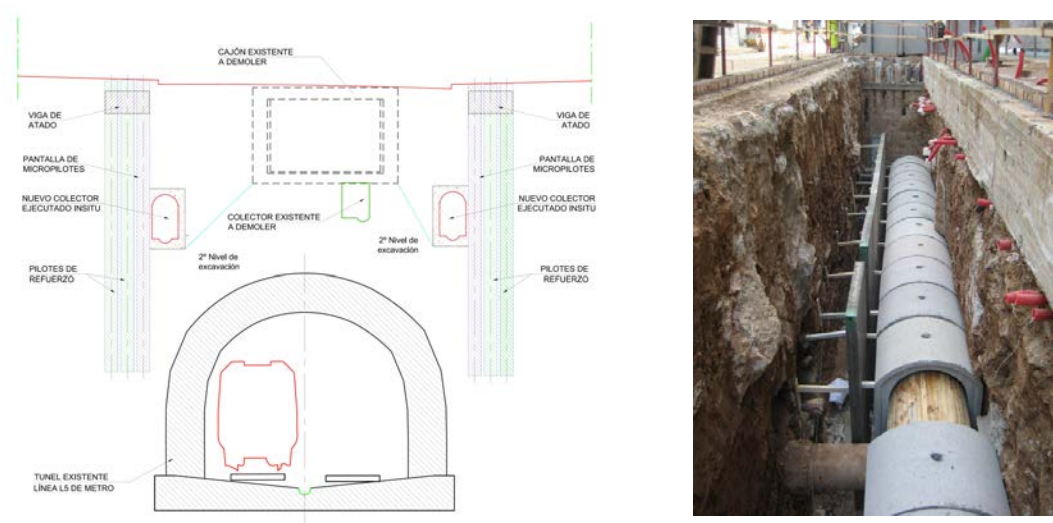 CAJÓN EXISTENTE
A DEMOLER
VIGA DE
ATADO
VIGA DE
ATADO
PANTALLA DE
MICROPILOTES
PANTALLA DE
MICROPILOTES
NUEVO COLECTOR
EJECUTADO INSITU
NUEVO COLECTOR
EJECUTADO INSITU
COLECTOR EXISTENTE
A DEMOLER
2º Nivel de
excavación
2º Nivel de
excavación
PILOTES DE
REFUERZO
PILOTES DE
REFUERZO
TUNEL EXISTENTE
LÍNEA L5 DE METRO